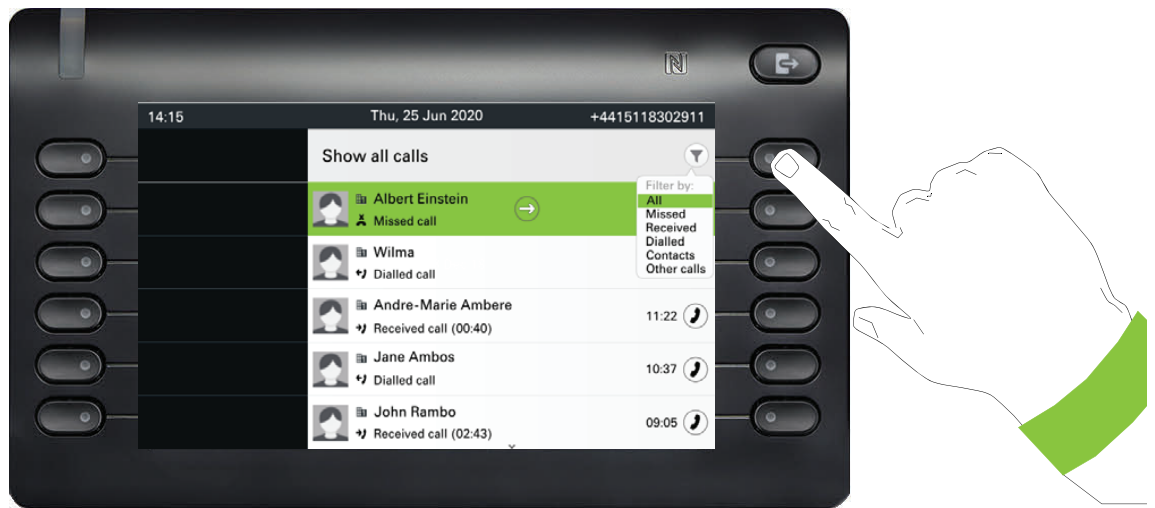 14:15 Thu, 25 Jun 2020 +4415118302911
Show all calls
Filter by:
All
Missed
Received
Dialled
Contacts
Other calls
Albert Einstein
Missed call
Wilma
Dialled call
Andre-Marie Ambere
Received call (00:40)
11:22
Jane Ambos
Dialled call
10:37
John Rambo
Received call (02:43)
09:05